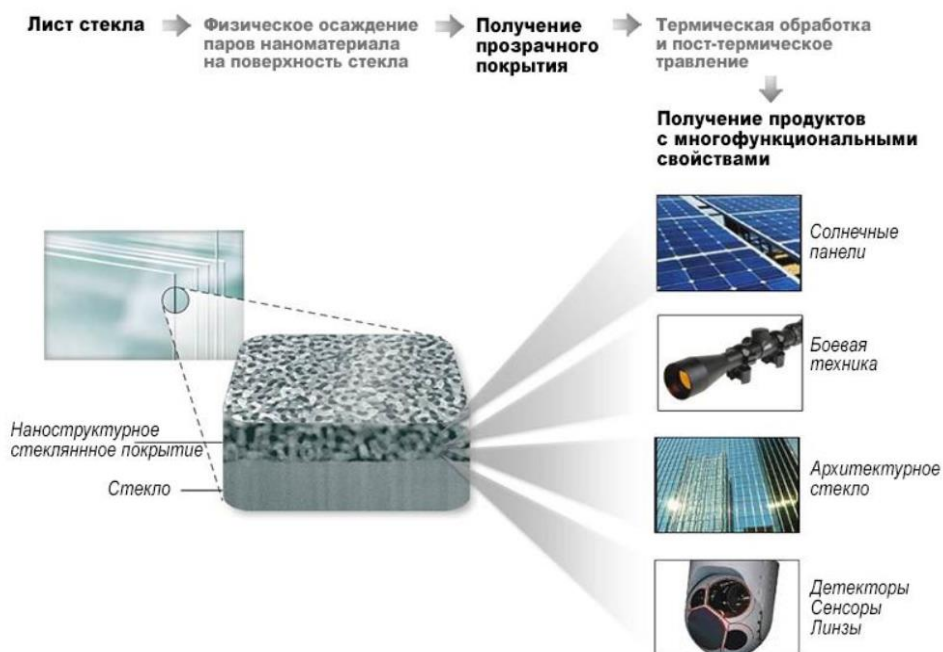 Лист стекла
Физическое осаждение
паров наноматериала
на поверхность стекла
Получение
прозрачного
покрытия
Термическая обработка
и пост-термическое
травление
Получение продуктов
с многофункциональными
свойствами
Солнечные
панели
Боевая
техника
Наноструктурное
стекляннное покрытие
Стекло
Архитектурное
стекло
Детекторы
Сенсоры
Линзы